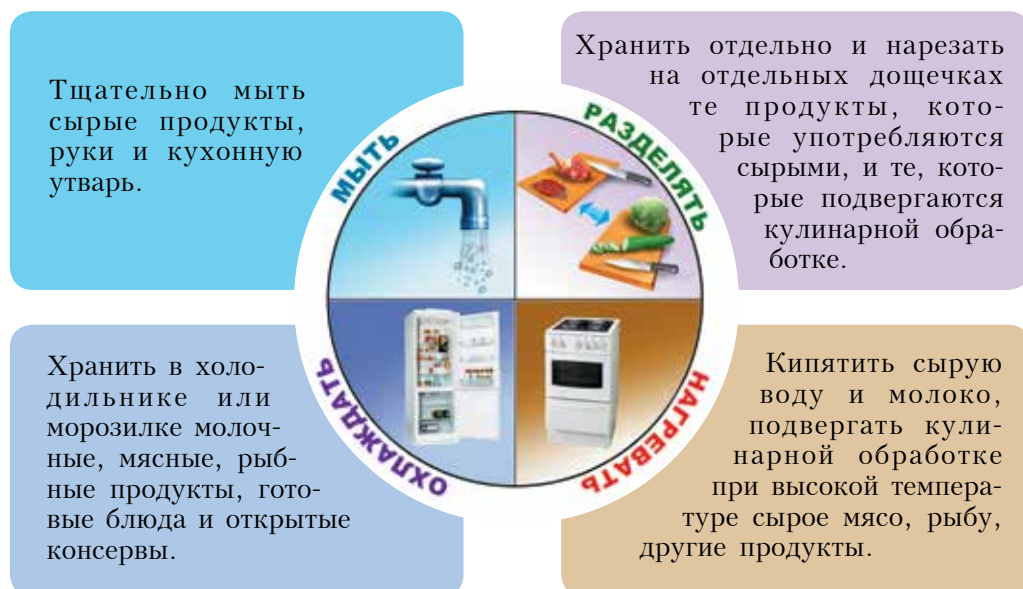 Тщательно мыть
сырые продукты,
руки и кухонную
утварь.
МЫТЬ
Хранить отдельно и нарезать
на отдельных дощечках
те продукты, кото-
рые употребляются
сырыми, и те, кото-
рые подвергаются
кулинарной обра-
ботке.
РАЗДЕЛЯТЬ
Хранить в холо-
дильнике или
морозилке молоч-
ные, мясные, рыб-
ные продукты, гото-
вые блюда и открытые
консервы.
ОХЛАЖДАТЬ
Кипятить сырую
воду и молоко,
подвергать кули-
нарной обработке
при высокой темпера-
туре сырое мясо, рыбу,
другие продукты.
НАГРЕВАТЬ